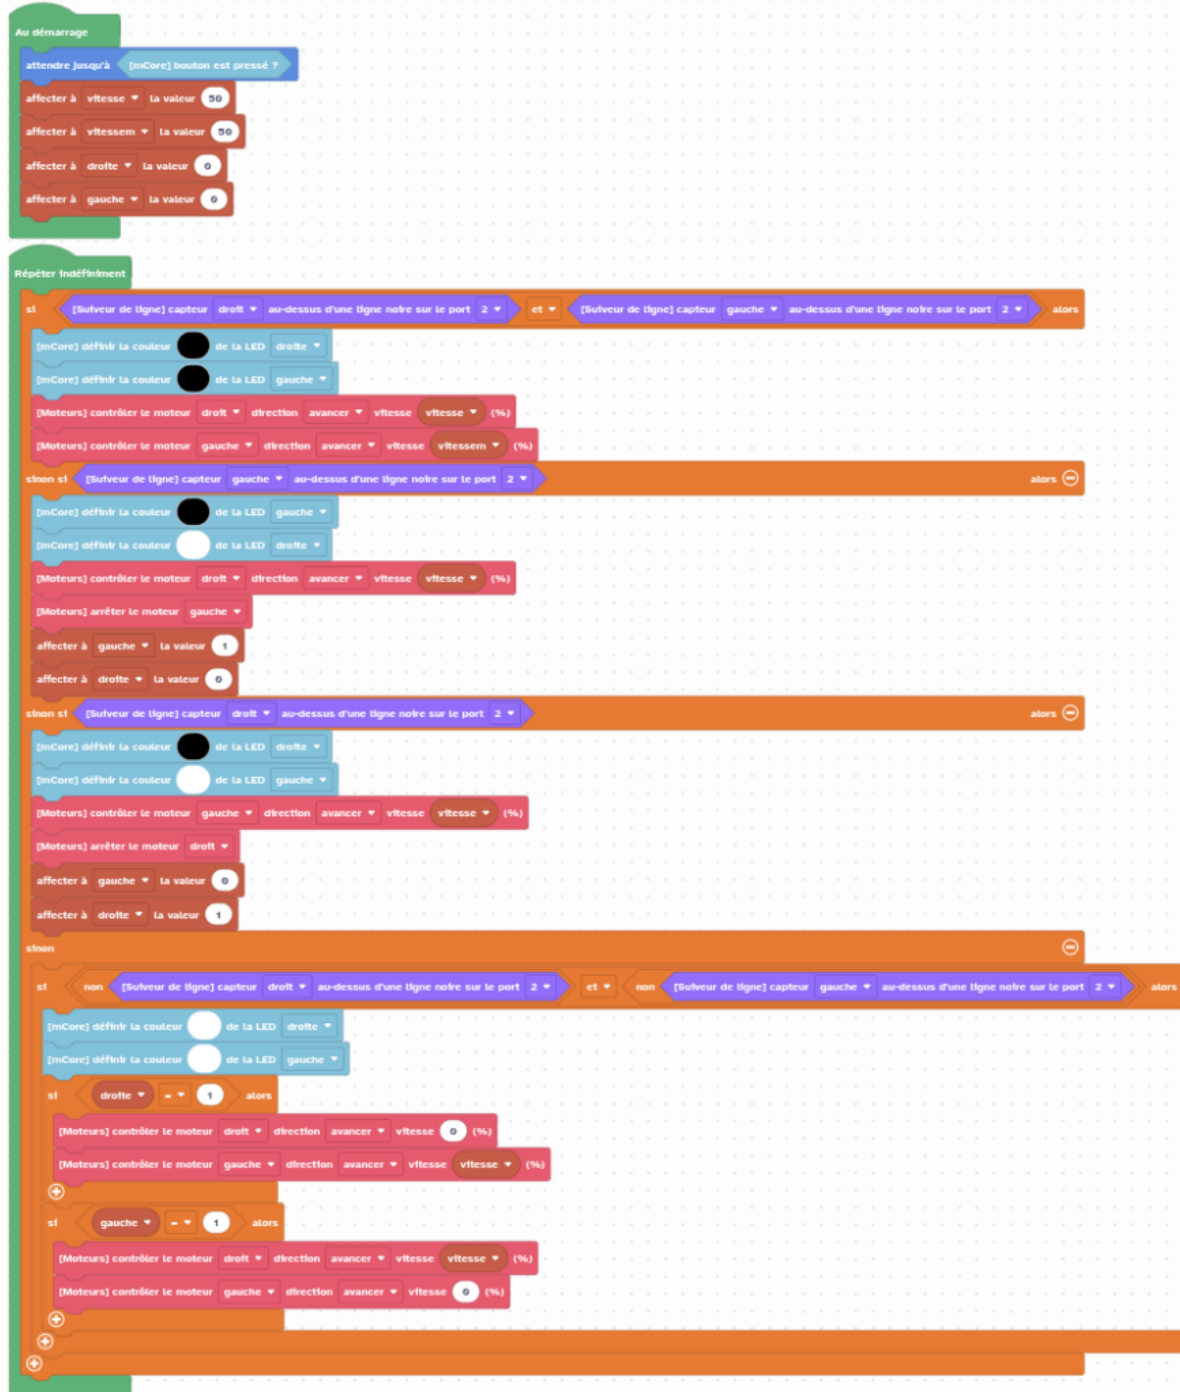 Au démarrage
attendre jusqu'à [mCore] bouton est pressé ?
affecter à vitesse la valeur 50
affecter à vitessem la valeur 50
affecter à droite la valeur 0
affecter à gauche la valeur 0
Répéter indéfiniment
si [Suiveur de ligne] capteur droit au-dessus d'une ligne noire sur le port 2 et [Suiveur de ligne] capteur gauche au-dessus d'une ligne noire sur le port 2 alors
[mCore] définir la couleur de la LED droite
[mCore] définir la couleur de la LED gauche
[Moteurs] contrôler le moteur droit direction avancer vitesse vitesse (%)
[Moteurs] contrôler le moteur gauche direction avancer vitesse vitessem (%)
sinon si [Suiveur de ligne] capteur gauche au-dessus d'une ligne noire sur le port 2 alors
[mCore] définir la couleur de la LED gauche
[mCore] définir la couleur de la LED droite
[Moteurs] contrôler le moteur droit direction avancer vitesse vitesse (%)
[Moteurs] arrêter le moteur gauche
affecter à gauche la valeur 1
affecter à droite la valeur 0
sinon si [Suiveur de ligne] capteur droit au-dessus d'une ligne noire sur le port 2 alors
[mCore] définir la couleur de la LED droite
[mCore] définir la couleur de la LED gauche
[Moteurs] contrôler le moteur gauche direction avancer vitesse vitesse (%)
[Moteurs] arrêter le moteur droit
affecter à gauche la valeur 0
affecter à droite la valeur 1
sinon
si non [Suiveur de ligne] capteur droit au-dessus d'une ligne noire sur le port 2 et non [Suiveur de ligne] capteur gauche au-dessus d'une ligne noire sur le port 2 alors
[mCore] définir la couleur de la LED droite
[mCore] définir la couleur de la LED gauche
si droite = 1 alors
[Moteurs] contrôler le moteur droit direction avancer vitesse 0 (%)
[Moteurs] contrôler le moteur gauche direction avancer vitesse vitesse (%)
si gauche = 1 alors
[Moteurs] contrôler le moteur droit direction avancer vitesse vitesse (%)
[Moteurs] contrôler le moteur gauche direction avancer vitesse 0 (%)